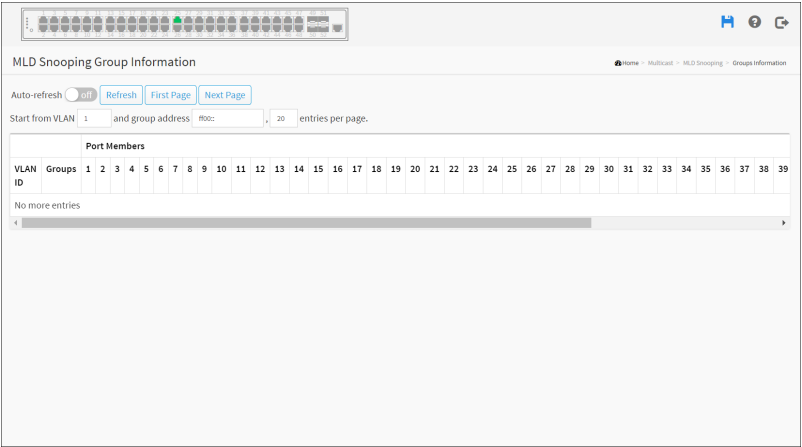 MLD Snooping Group Information
Home > Multicast > MLD Snooping > Groups Information
Auto-refresh off Refresh First Page Next Page
Start from VLAN 1 and group address ff00:: , 20 entries per page.
Port Members
VLAN ID Groups 1 2 3 4 5 6 7 8 9 10 11 12 13 14 15 16 17 18 19 20 21 22 23 24 25 26 27 28 29 30 31 32 33 34 35 36 37 38 39
No more entries